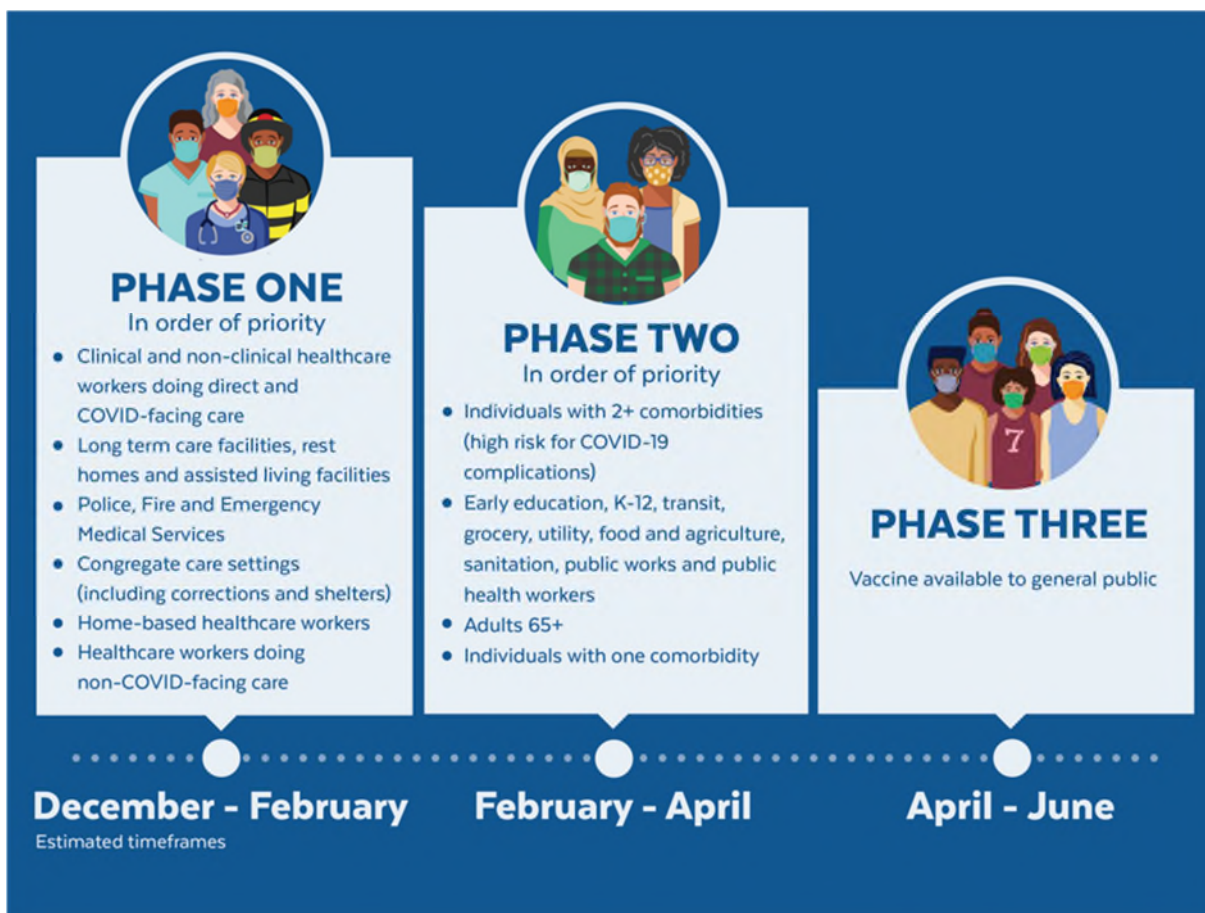 PHASE ONE
In order of priority
• Clinical and non-clinical healthcare
workers doing direct and
COVID-facing care
• Long term care facilities, rest
homes and assisted living facilities
• Police, Fire and Emergency
Medical Services
• Congregate care settings
(including corrections and shelters)
• Home-based healthcare workers
• Healthcare workers doing
non-COVID-facing care
December - February
Estimated timeframes
PHASE TWO
In order of priority
• Individuals with 2+ comorbidities
(high risk for COVID-19
complications)
• Early education, K-12, transit,
grocery, utility, food and agriculture,
sanitation, public works and public
health workers
• Adults 65+
• Individuals with one comorbidity
February - April
7
PHASE THREE
Vaccine available to general public
April - June